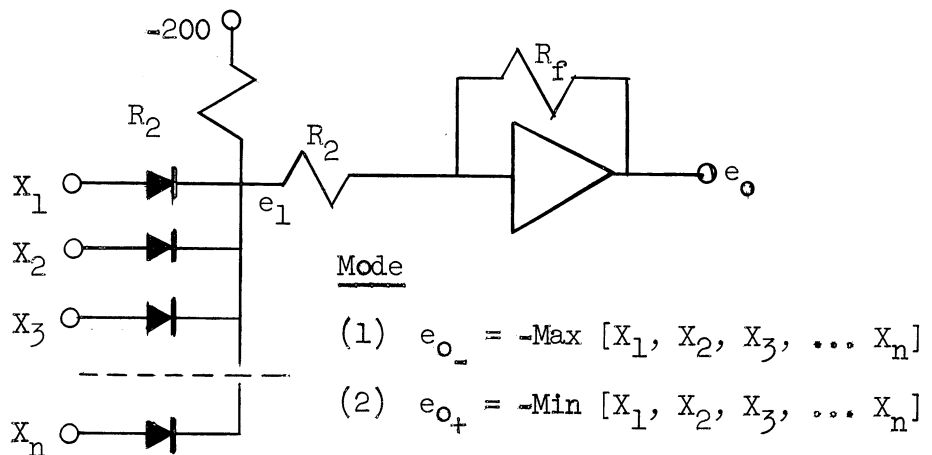 -200
R2
R2
Rf
X1
e1
eo
X2
X3
Xn
Mode
(1) eo- = -Max [X1, X2, X3, ... Xn]
(2) eo+ = -Min [X1, X2, X3, ... Xn]